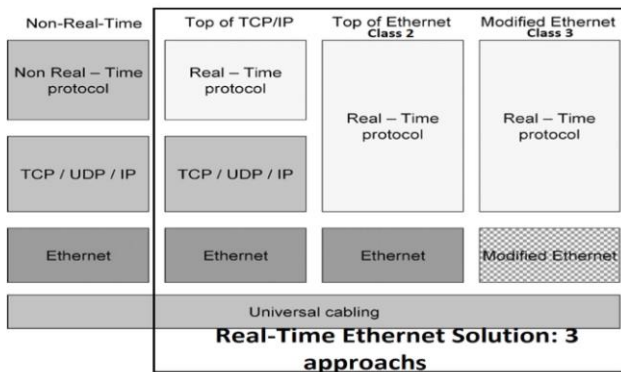 Non-Real-Time
Top of TCP/IP
Top of Ethernet
Class 2
Modified Ethernet
Class 3
Non Real – Time
protocol
Real – Time
protocol
Real – Time
protocol
Real – Time
protocol
TCP / UDP / IP
TCP / UDP / IP
Ethernet
Ethernet
Ethernet
Modified Ethernet
Universal cabling
Real-Time Ethernet Solution: 3
approachs